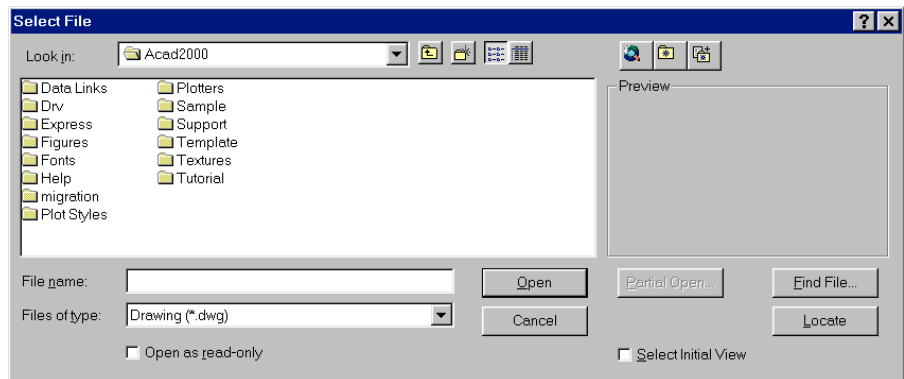 Select File
Look in: Acad2000
Data Links
Drv
Express
Figures
Fonts
Help
migration
Plot Styles
Plotters
Sample
Support
Template
Textures
Tutorial
Preview
File name:
Open
Partial Open...
Find File...
Files of type: Drawing (*.dwg)
Cancel
Locate
Open as read-only
Select Initial View